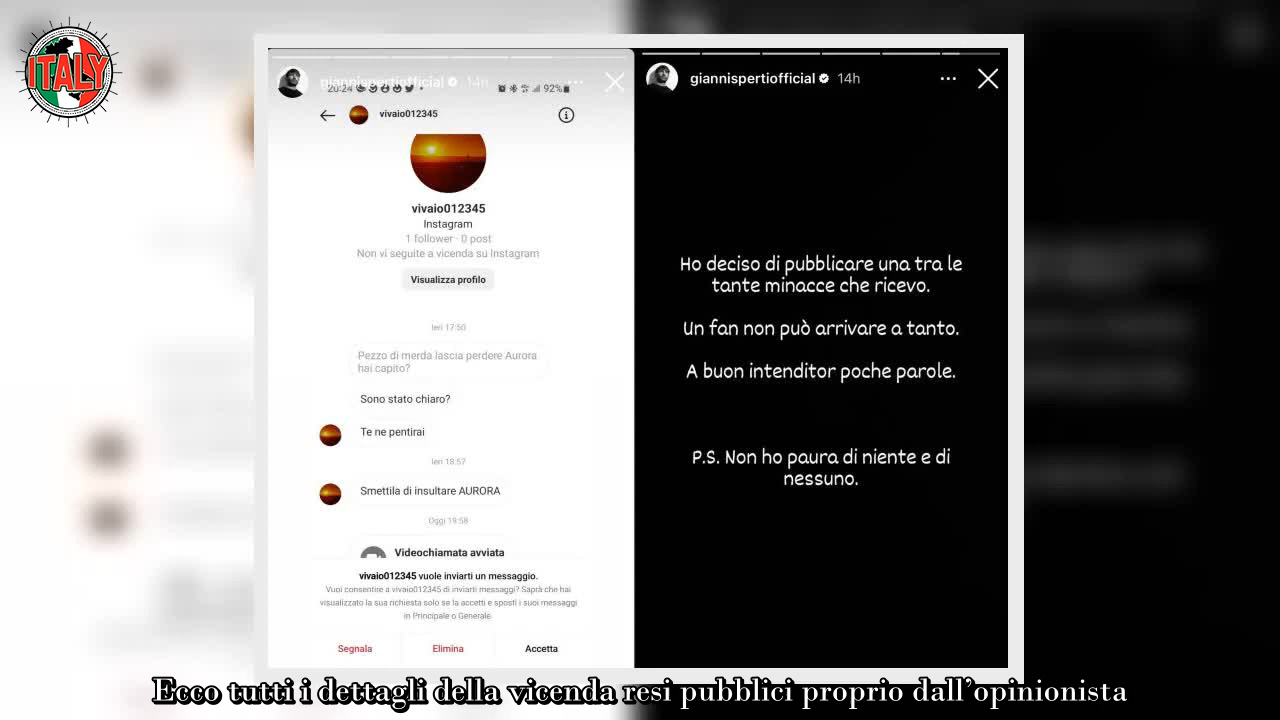 ITALY
giannispertiofficial 14h
20:24 92%
vivaio012345
vivaio012345
Instagram
1 follower · 0 post
Non vi seguite a vicenda su Instagram
Visualizza profilo
Ieri 17:50
Pezzo di merda lascia perdere Aurora
hai capito?
Sono stato chiaro?
Te ne pentirai
Ieri 18:57
Smettila di insultare AURORA
Oggi 19:58
Videochiamata avviata
vivaio012345 vuole inviarti un messaggio.
Vuoi consentire a vivaio012345 di inviarti messaggi? Saprà che hai
visualizzato la sua richiesta solo se la accetti e sposti i suoi messaggi
in Principale o Generale.
Segnala Elimina Accetta
giannispertiofficial 14h
Ho deciso di pubblicare una tra le
tante minacce che ricevo.
Un fan non può arrivare a tanto.
A buon intenditor poche parole.
P.S. Non ho paura di niente e di
nessuno.
Ecco tutti i dettagli della vicenda resi pubblici proprio dall'opinionista